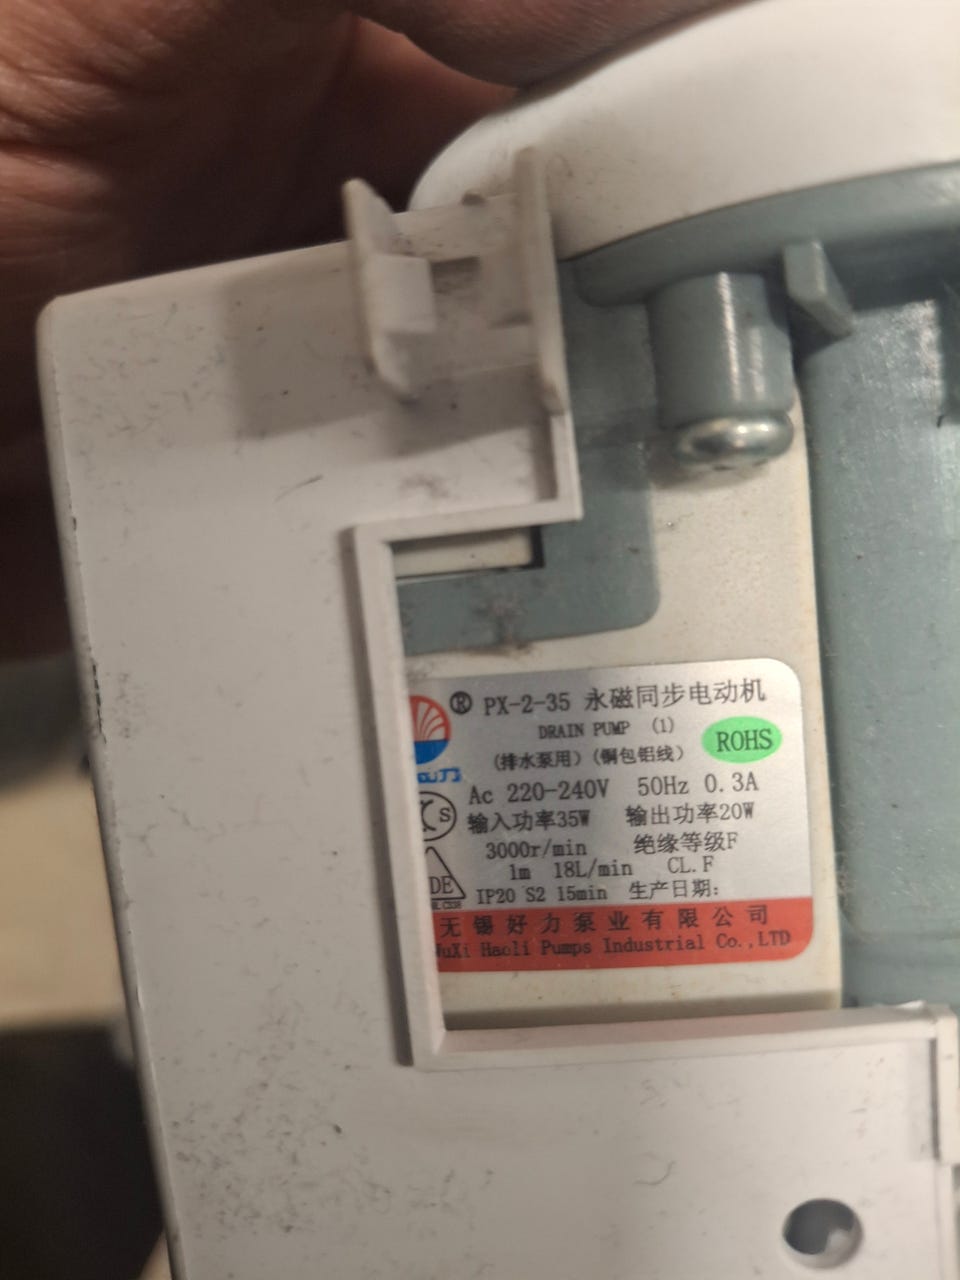 ® PX-2-35 永磁同步电动机
DRAIN PUMP (1)
ROHS
(排水泵用) (铜包铝线)
力
Ac 220-240V 50Hz 0.3A
S
输入功率35W 输出功率20W
3000r/min 绝缘等级F
1m 18L/min CL.F
DE
IP20 S2 15min 生产日期:
无锡好力泵业有限公司
WuXi Haoli Pumps Industrial Co.,LTD